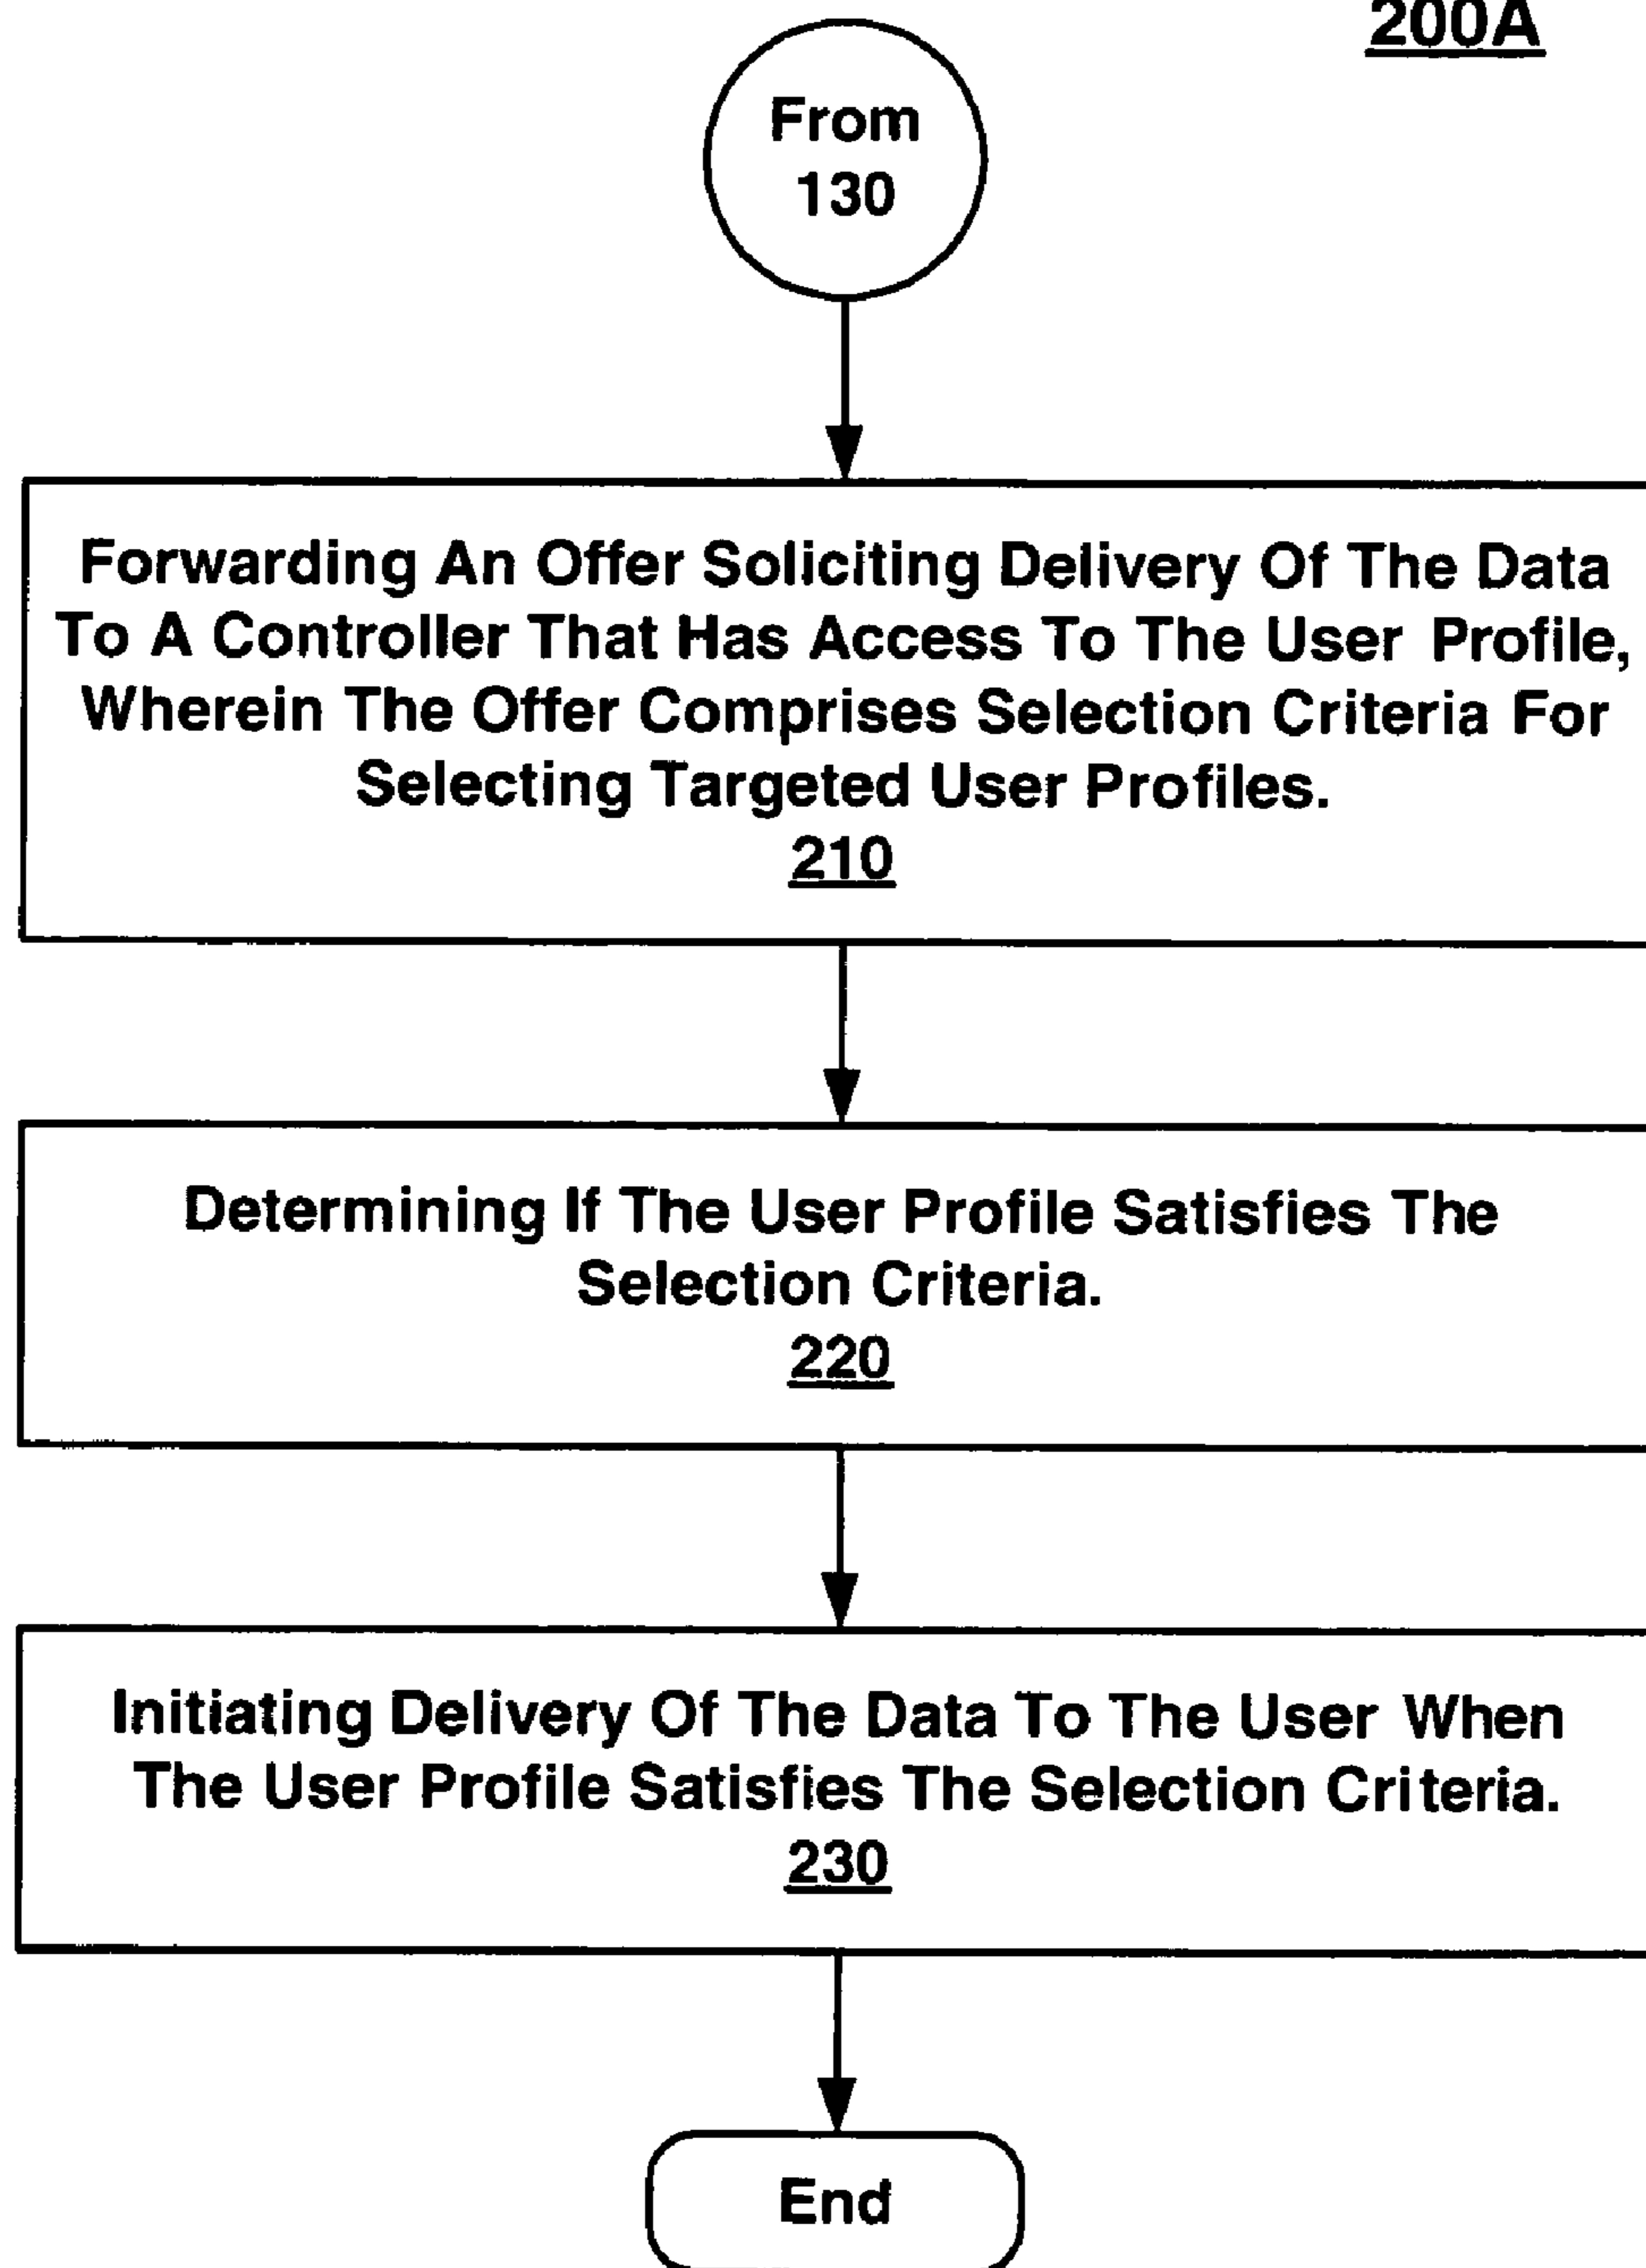 200A
From
130
Forwarding An Offer Soliciting Delivery Of The Data
To A Controller That Has Access To The User Profile,
Wherein The Offer Comprises Selection Criteria For
Selecting Targeted User Profiles.
210
Determining If The User Profile Satisfies The
Selection Criteria.
220
Initiating Delivery Of The Data To The User When
The User Profile Satisfies The Selection Criteria.
230
End